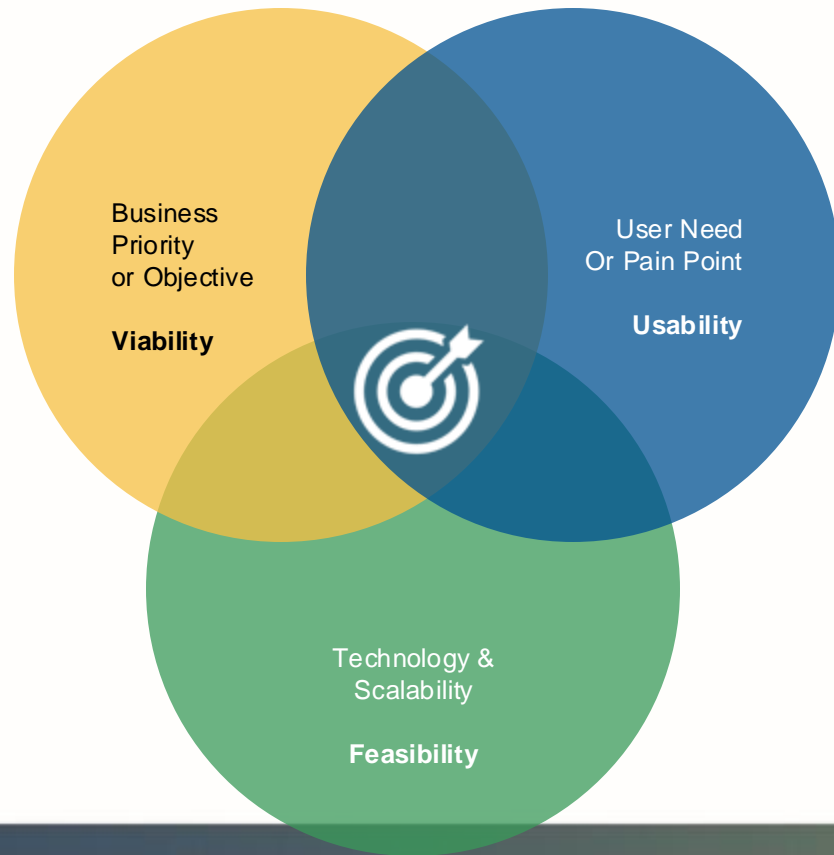 Business
Priority
or Objective
Viability
User Need
Or Pain Point
Usability
Technology &
Scalability
Feasibility